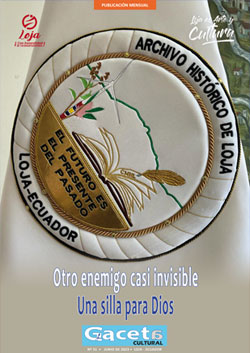 PUBLICACIÓN MENSUAL
Loja
Loja es Arte y
Cultura
ARCHIVO HISTÓRICO DE LOJA
EL FUTURO ES
EL PRESENTE
DEL PASADO
LOJA-ECUADOR
Otro enemigo casi invisible
Una silla para Dios
Gaceta
CULTURAL